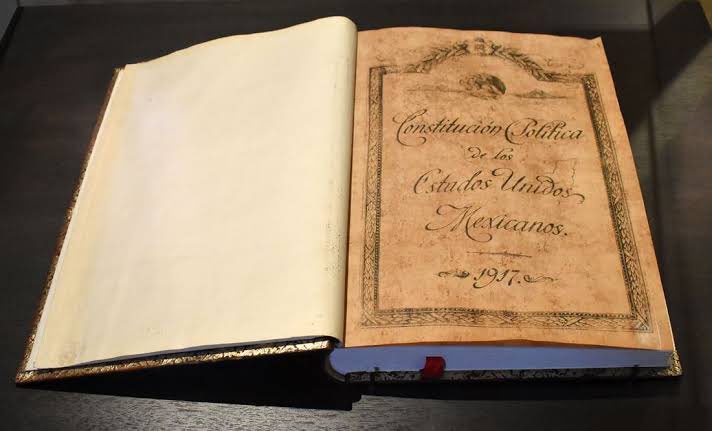 Constitución Política
de los
Estados Unidos
Mexicanos.
1917.